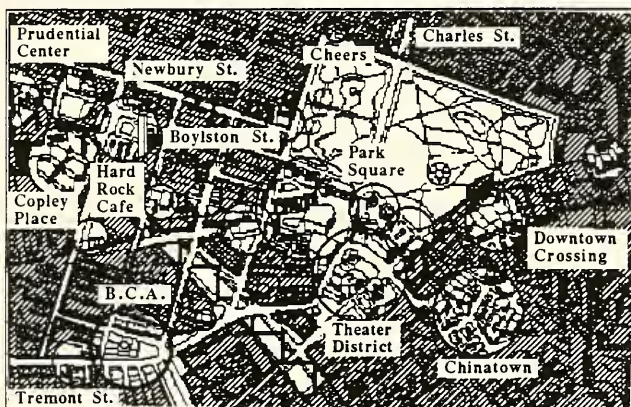 Prudential
Center
Newbury St.
Cheers
Charles St.
Boylston St.
Park
Square
Copley
Place
Hard
Rock
Cafe
Downtown
Crossing
B.C.A.
Theater
District
Chinatown
Tremont St.